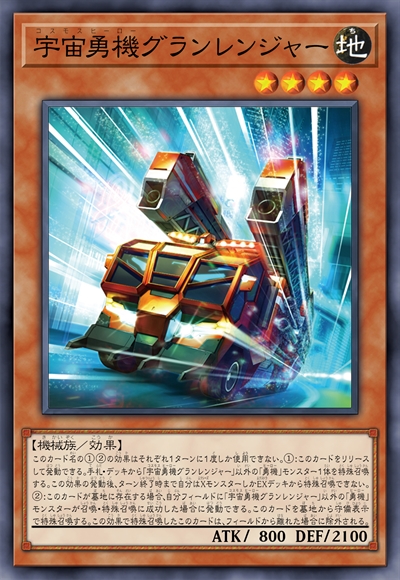 コスモスヒーロー
宇宙勇機グランレンジャー
ち
地
【機械族／効果】
このカード名の①②の効果はそれぞれ1ターンに1度しか使用できない。①:このカードをリリース
して発動できる。手札・デッキから「宇宙勇機グランレンジャー」以外の「勇機」モンスター1体を特殊召喚
する。この効果の発動後、ターン終了時まで自分はXモンスターしかEXデッキから特殊召喚できない。
②:このカードが墓地に存在する場合、自分フィールドに「宇宙勇機グランレンジャー」以外の「勇機」
モンスターが召喚・特殊召喚に成功した場合に発動できる。このカードを墓地から守備表示
で特殊召喚する。この効果で特殊召喚したこのカードは、フィールドから離れた場合に除外される。
ATK/ 800 DEF/2100